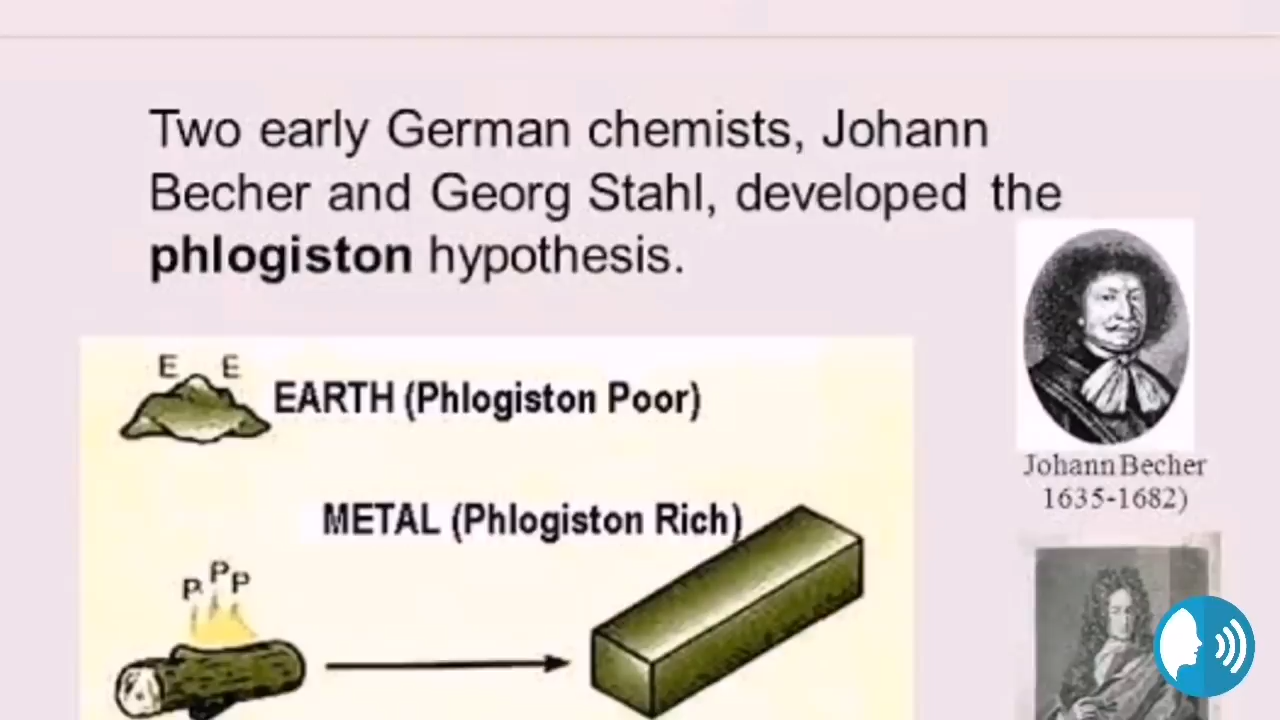 Two early German chemists, Johann
Becher and Georg Stahl, developed the
phlogiston hypothesis.
E E
EARTH (Phlogiston Poor)
METAL (Phlogiston Rich)
P P P
Johann Becher
1635-1682)